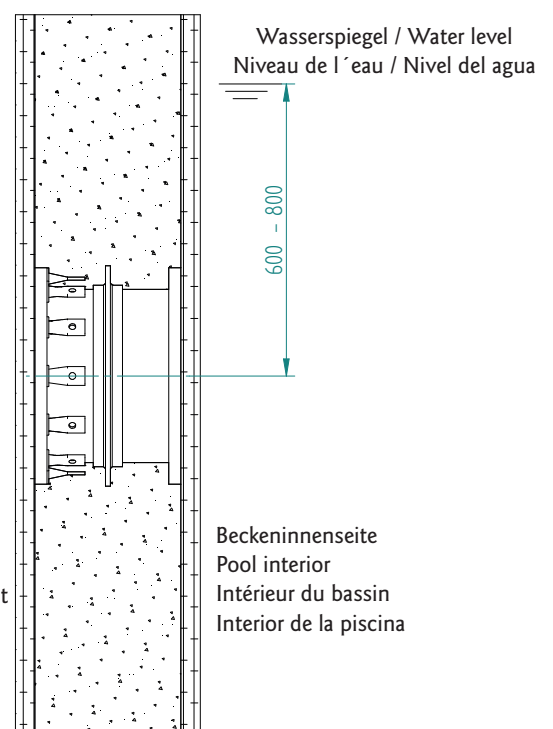 Wasserspiegel / Water level
Niveau de l´eau / Nivel del agua
600 - 800
Beckeninnenseite
Pool interior
Intérieur du bassin
Interior de la piscina
t